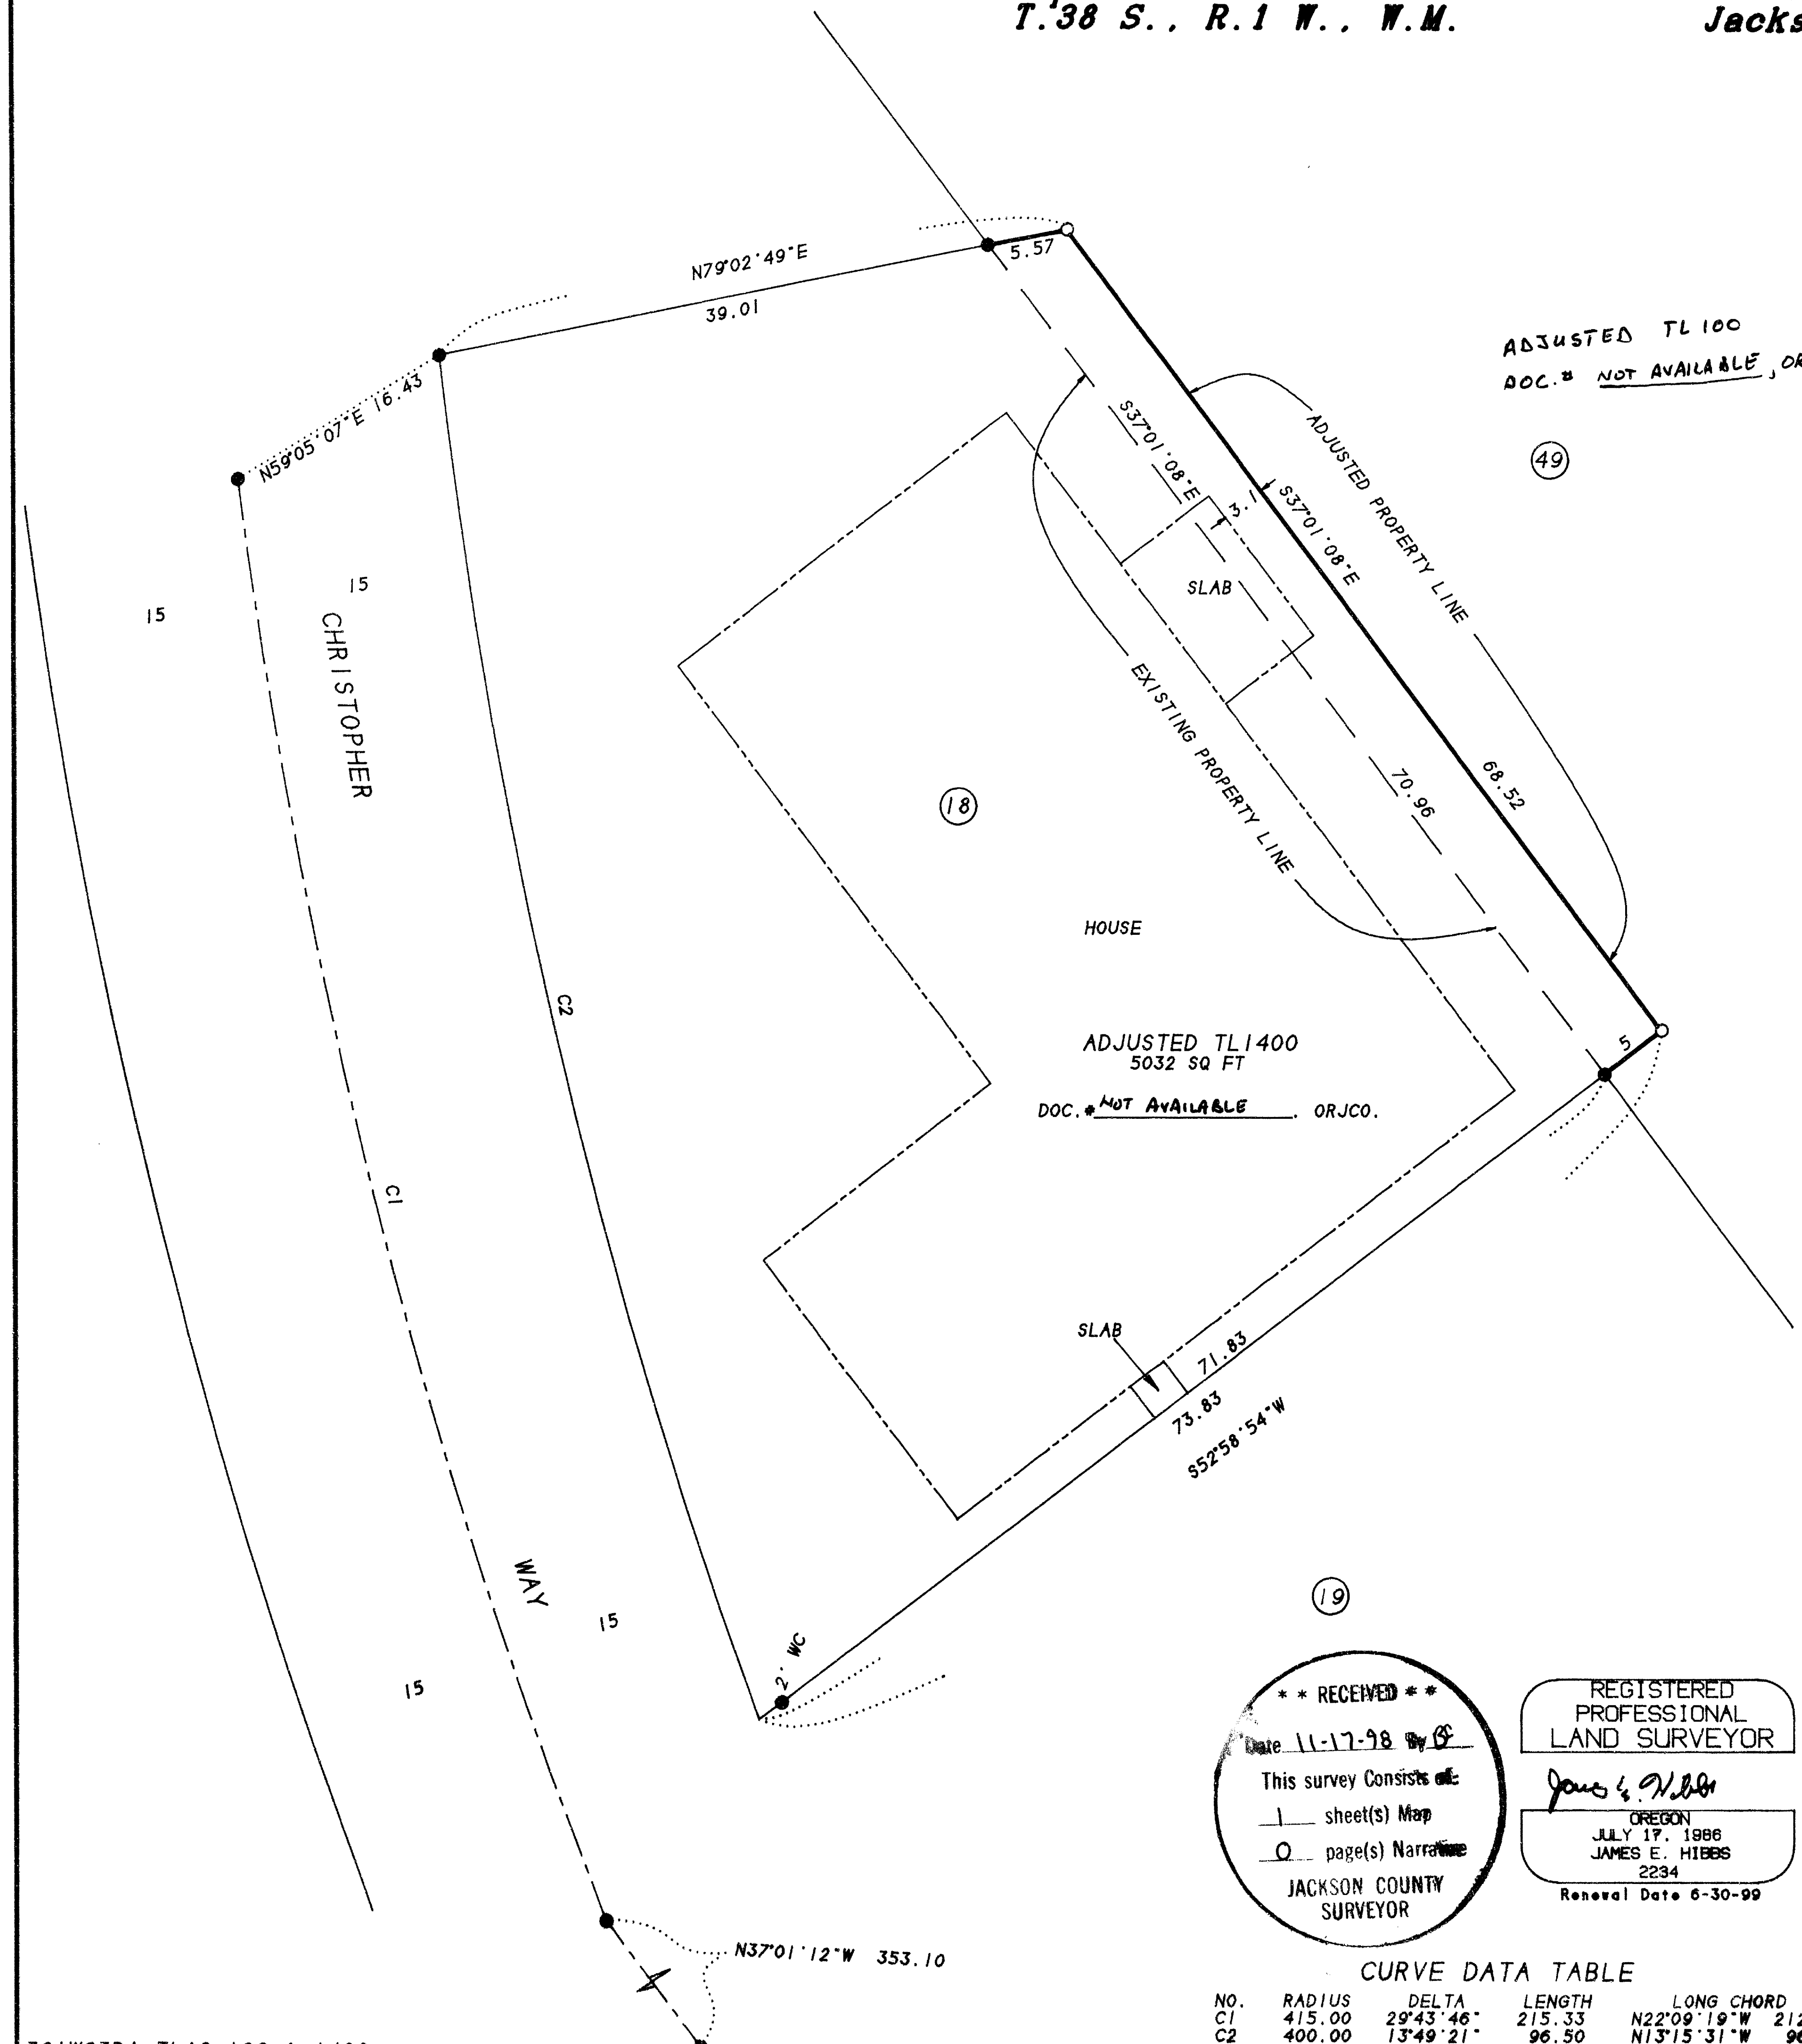 T.38 S., R.1 W., W.M.
Jacks
5.57
N79°02'49"E
39.01
ADJUSTED TL 100
DOC.# NOT AVAILABLE, OR
N59°05'07"E 16.43
49
S37°01'08"E
ADJUSTED PROPERTY LINE
3.
S37°01'08"E
SLAB
15
15
CHRISTOPHER
EXISTING PROPERTY LINE
70.96
68.52
18
HOUSE
C2
ADJUSTED TL1400
5032 SQ FT
DOC.# NOT AVAILABLE. ORJCO.
5
C1
SLAB
71.83
73.83
S52°58'54"W
WAY
15
15
2' WC
19
* * RECEIVED * *
Date 11-17-98 By BC
This survey Consists of:
1 sheet(s) Map
0 page(s) Narrative
JACKSON COUNTY
SURVEYOR
REGISTERED
PROFESSIONAL
LAND SURVEYOR
James E. Hibbs
OREGON
JULY 17, 1986
JAMES E. HIBBS
2234
Renewal Date 6-30-99
N37°01'12"W 353.10
CURVE DATA TABLE
NO. RADIUS DELTA LENGTH LONG CHORD
C1 415.00 29°43'46" 215.33 N22°09'19"W 212
C2 400.00 13°49'21" 96.50 N13°15'31"W 96